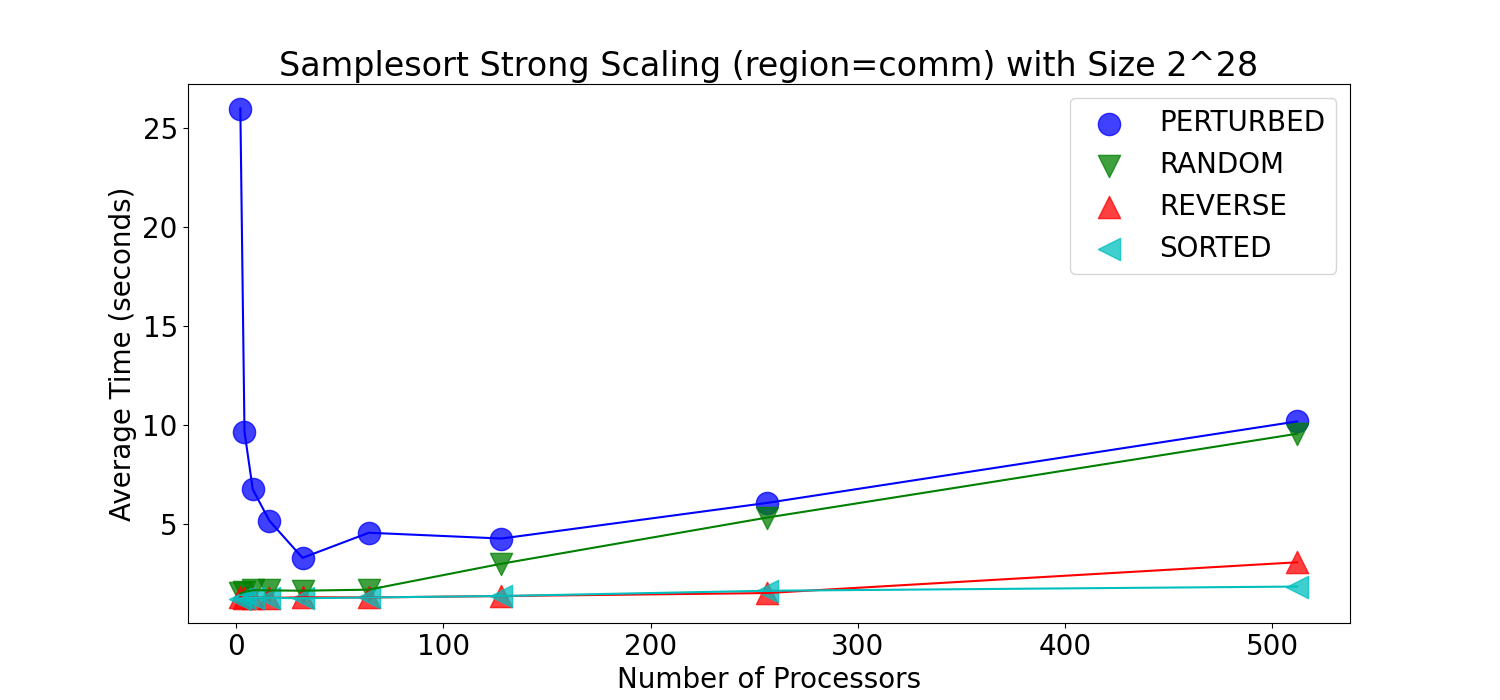 Samplesort Strong Scaling (region=comm) with Size 2^28
Average Time (seconds)
25
20
15
10
5
0
100
200
300
400
500
Number of Processors
PERTURBED
RANDOM
REVERSE
SORTED